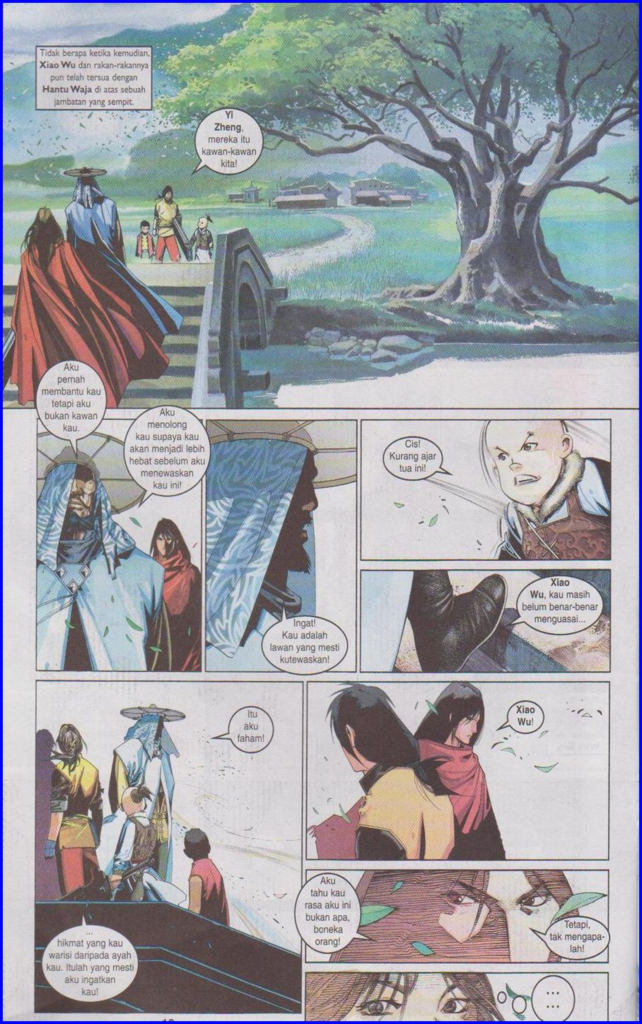 Tidak berapa ketika kemudian,
Xiao Wu dan rakan-rakannya
pun telah tersua dengan
Hantu Waja di atas sebuah
jambatan yang sempit.
Yi
Zheng,
mereka itu
kawan-kawan
kita!
Aku
pernah
membantu kau
tetapi aku
bukan kawan
kau.
Aku
menolong
kau supaya kau
akan menjadi lebih
hebat sebelum aku
menewaskan
kau ini!
Ingat!
Kau adalah
lawan yang mesti
kutewaskan!
Cis!
Kurang ajar
tua ini!
Xiao
Wu, kau masih
belum benar-benar
menguasai...
...
hikmat yang kau
warisi daripada ayah
kau. Itulah yang mesti
aku ingatkan
kau!
Itu
aku
faham!
Xiao
Wu!
Aku
tahu kau
rasa aku ini
bukan apa,
boneka
orang!
Tetapi,
tak mengapa-
lah!
...
...